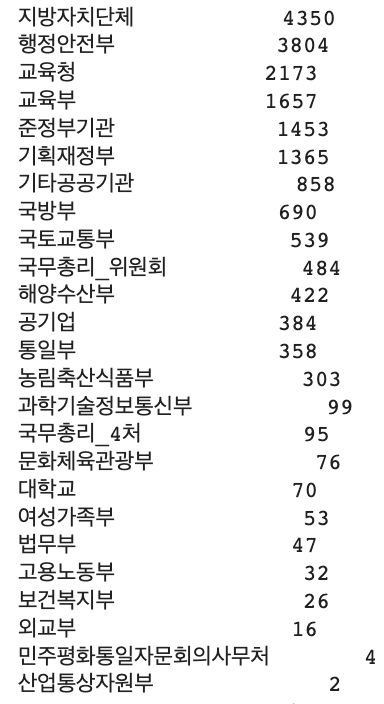 지방자치단체 4350
행정안전부 3804
교육청 2173
교육부 1657
준정부기관 1453
기획재정부 1365
기타공공기관 858
국방부 690
국토교통부 539
국무총리_위원회 484
해양수산부 422
공기업 384
통일부 358
농림축산식품부 303
과학기술정보통신부 99
국무총리_4처 95
문화체육관광부 76
대학교 70
여성가족부 53
법무부 47
고용노동부 32
보건복지부 26
외교부 16
민주평화통일자문회의사무처 4
산업통상자원부 2